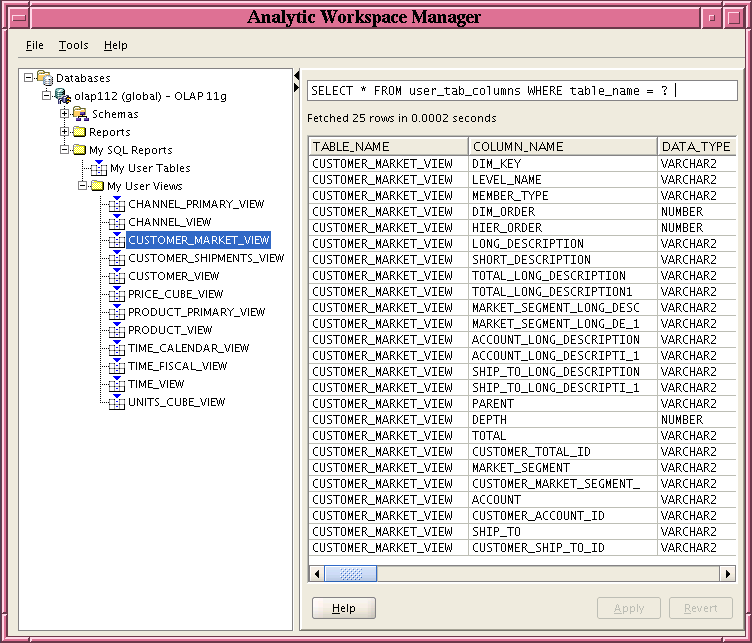 Analytic Workspace Manager
File Tools Help
Databases
olap112 (global) - OLAP 11g
Schemas
Reports
My SQL Reports
My User Tables
My User Views
CHANNEL_PRIMARY_VIEW
CHANNEL_VIEW
CUSTOMER_MARKET_VIEW
CUSTOMER_SHIPMENTS_VIEW
CUSTOMER_VIEW
PRICE_CUBE_VIEW
PRODUCT_PRIMARY_VIEW
PRODUCT_VIEW
TIME_CALENDAR_VIEW
TIME_FISCAL_VIEW
TIME_VIEW
UNITS_CUBE_VIEW
SELECT * FROM user_tab_columns WHERE table_name = ?
Fetched 25 rows in 0.0002 seconds
TABLE_NAME COLUMN_NAME DATA_TYPE
CUSTOMER_MARKET_VIEW DIM_KEY VARCHAR2
CUSTOMER_MARKET_VIEW LEVEL_NAME VARCHAR2
CUSTOMER_MARKET_VIEW MEMBER_TYPE VARCHAR2
CUSTOMER_MARKET_VIEW DIM_ORDER NUMBER
CUSTOMER_MARKET_VIEW HIER_ORDER NUMBER
CUSTOMER_MARKET_VIEW LONG_DESCRIPTION VARCHAR2
CUSTOMER_MARKET_VIEW SHORT_DESCRIPTION VARCHAR2
CUSTOMER_MARKET_VIEW TOTAL_LONG_DESCRIPTION VARCHAR2
CUSTOMER_MARKET_VIEW TOTAL_LONG_DESCRIPTION1 VARCHAR2
CUSTOMER_MARKET_VIEW MARKET_SEGMENT_LONG_DESC VARCHAR2
CUSTOMER_MARKET_VIEW MARKET_SEGMENT_LONG_DE_1 VARCHAR2
CUSTOMER_MARKET_VIEW ACCOUNT_LONG_DESCRIPTION VARCHAR2
CUSTOMER_MARKET_VIEW ACCOUNT_LONG_DESCRIPTI_1 VARCHAR2
CUSTOMER_MARKET_VIEW SHIP_TO_LONG_DESCRIPTION VARCHAR2
CUSTOMER_MARKET_VIEW SHIP_TO_LONG_DESCRIPTI_1 VARCHAR2
CUSTOMER_MARKET_VIEW PARENT VARCHAR2
CUSTOMER_MARKET_VIEW DEPTH NUMBER
CUSTOMER_MARKET_VIEW TOTAL VARCHAR2
CUSTOMER_MARKET_VIEW CUSTOMER_TOTAL_ID VARCHAR2
CUSTOMER_MARKET_VIEW MARKET_SEGMENT VARCHAR2
CUSTOMER_MARKET_VIEW CUSTOMER_MARKET_SEGMENT_ VARCHAR2
CUSTOMER_MARKET_VIEW ACCOUNT VARCHAR2
CUSTOMER_MARKET_VIEW CUSTOMER_ACCOUNT_ID VARCHAR2
CUSTOMER_MARKET_VIEW SHIP_TO VARCHAR2
CUSTOMER_MARKET_VIEW CUSTOMER_SHIP_TO_ID VARCHAR2
Help Apply Revert